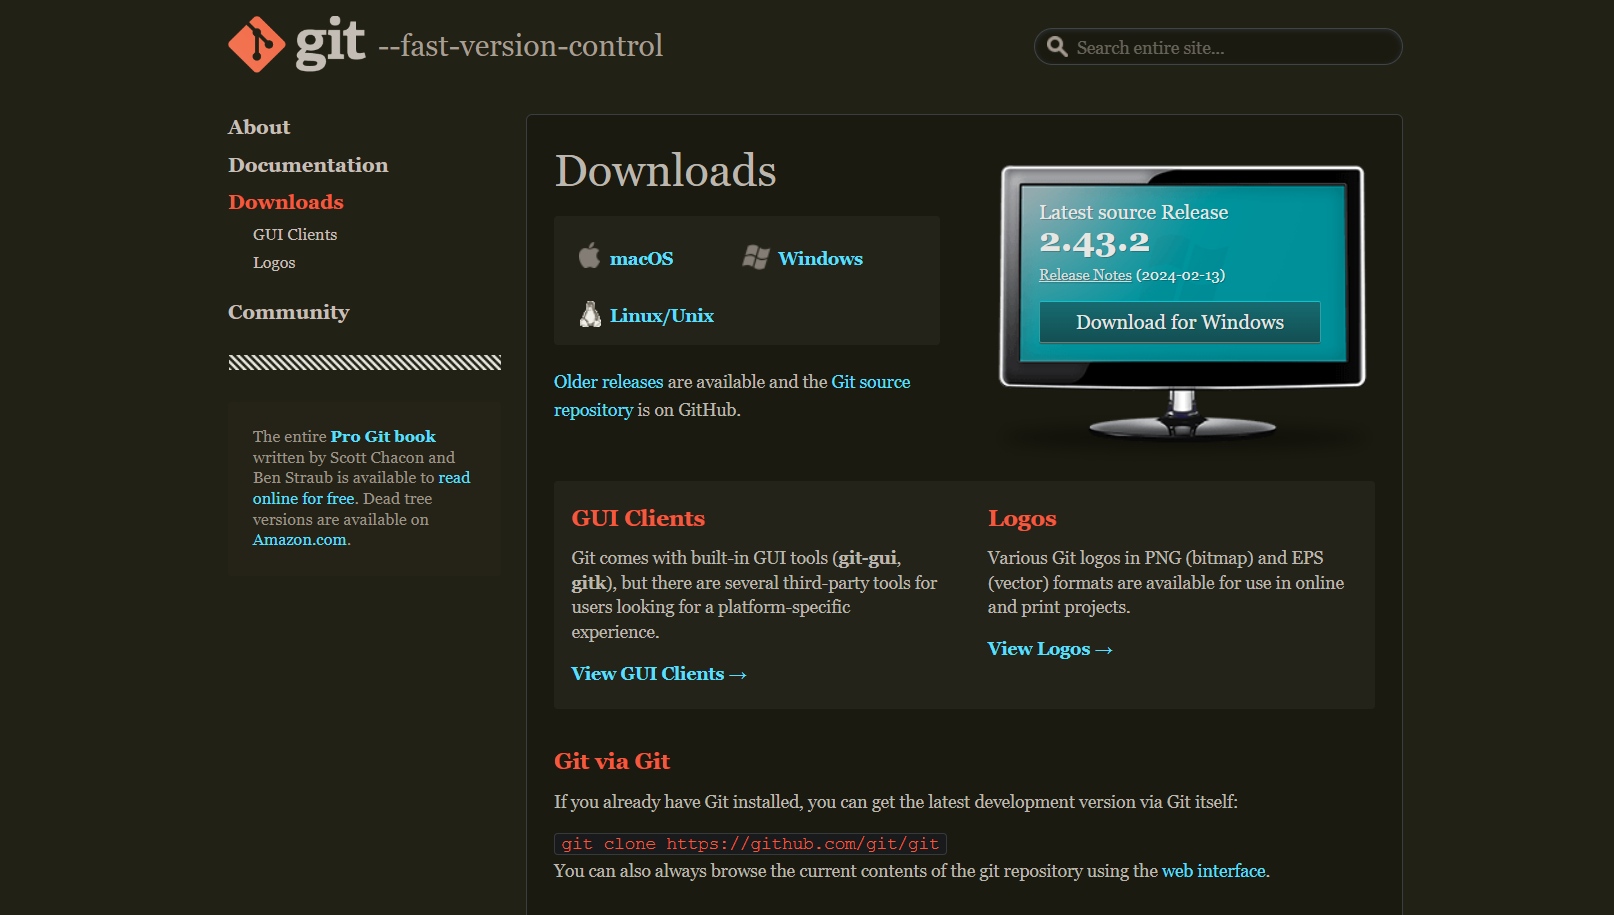 git --fast-version-control
Search entire site...
About
Documentation
Downloads
GUI Clients
Logos
Community
The entire Pro Git book
written by Scott Chacon and
Ben Straub is available to read
online for free. Dead tree
versions are available on
Amazon.com.
Downloads
macOS
Windows
Linux/Unix
Older releases are available and the Git source
repository is on GitHub.
Latest source Release
2.43.2
Release Notes (2024-02-13)
Download for Windows
GUI Clients
Git comes with built-in GUI tools (git-gui,
gitk), but there are several third-party tools for
users looking for a platform-specific
experience.
View GUI Clients →
Logos
Various Git logos in PNG (bitmap) and EPS
(vector) formats are available for use in online
and print projects.
View Logos →
Git via Git
If you already have Git installed, you can get the latest development version via Git itself:
git clone https://github.com/git/git
You can also always browse the current contents of the git repository using the web interface.